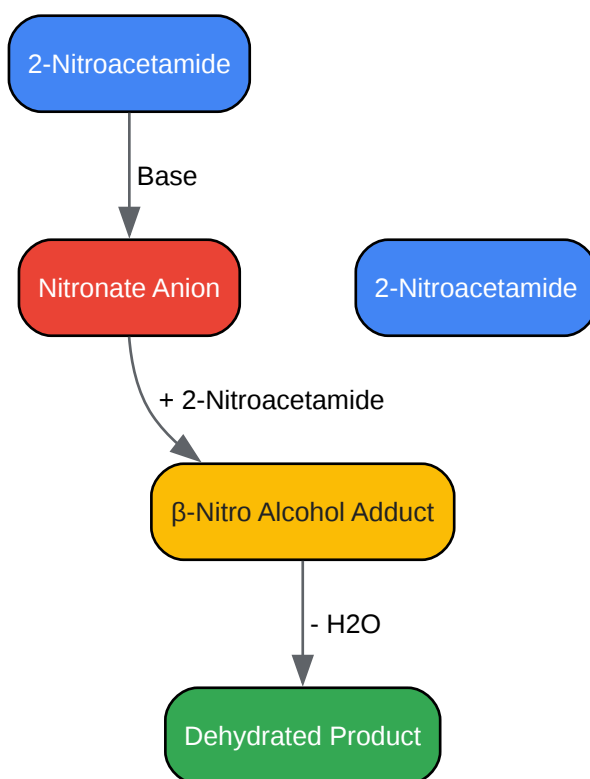 2-Nitroacetamide
Base
Nitronate Anion
2-Nitroacetamide
+ 2-Nitroacetamide
β-Nitro Alcohol Adduct
- H2O
Dehydrated Product